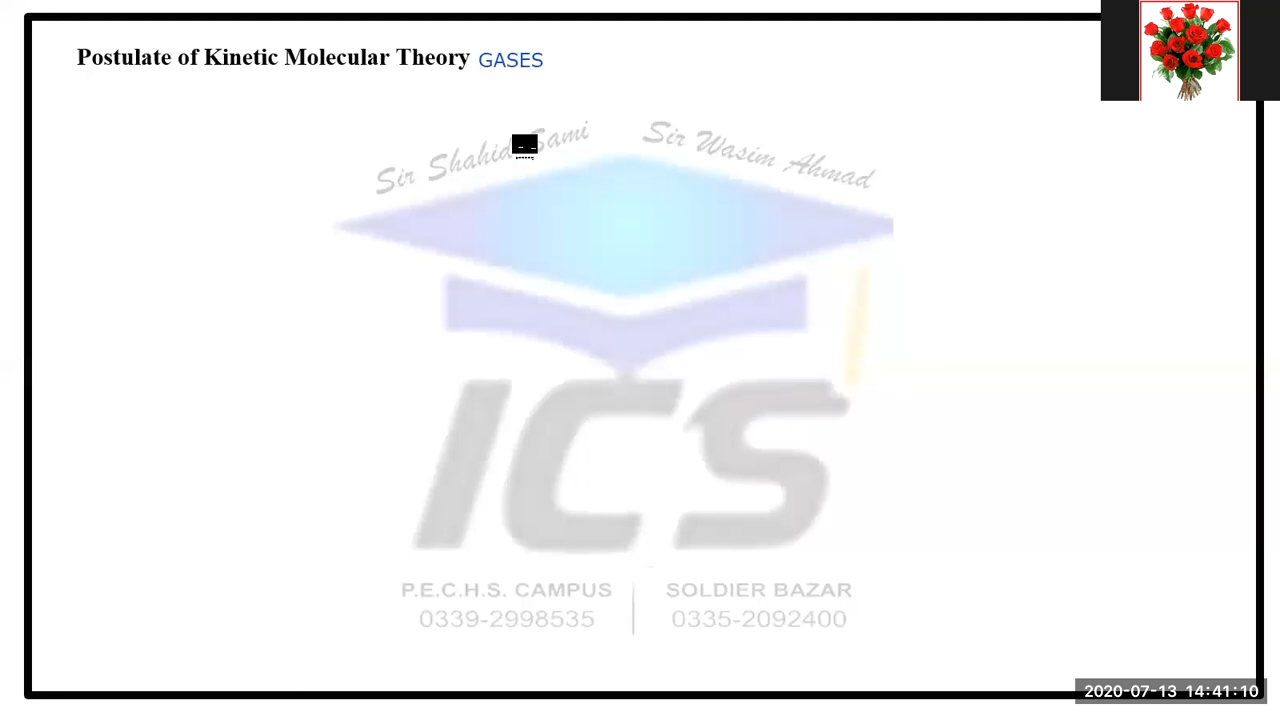 Postulate of Kinetic Molecular Theory GASES
Sir Shahid Sami Sir Wasim Ahmad
ICS
P.E.C.H.S. CAMPUS SOLDIER BAZAR
0339-2998535 0335-2092400
2020-07-13 14:41:10